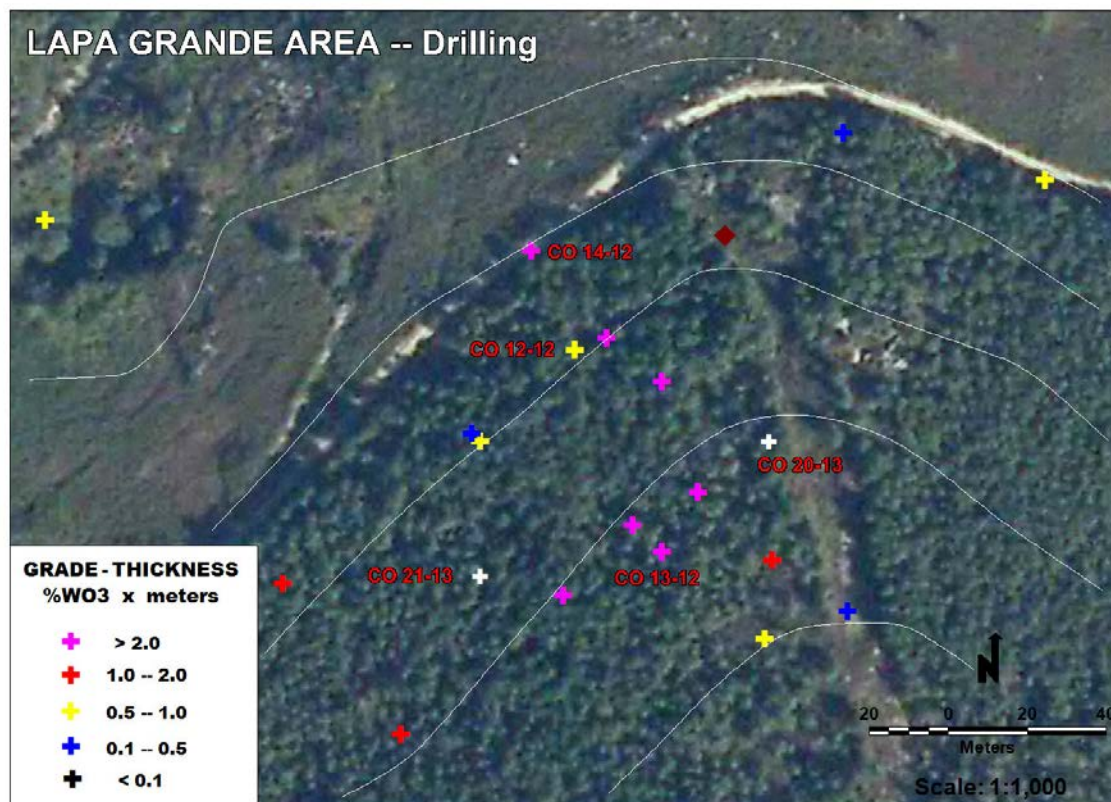 LAPA GRANDE AREA -- Drilling
CO 14-12
CO 12-12
CO 20-13
CO 21-13
CO 13-12
GRADE - THICKNESS
%WO3 x meters
> 2.0
1.0 -- 2.0
0.5 -- 1.0
0.1 -- 0.5
< 0.1
N
20 0 20 40
Meters
Scale: 1:1,000